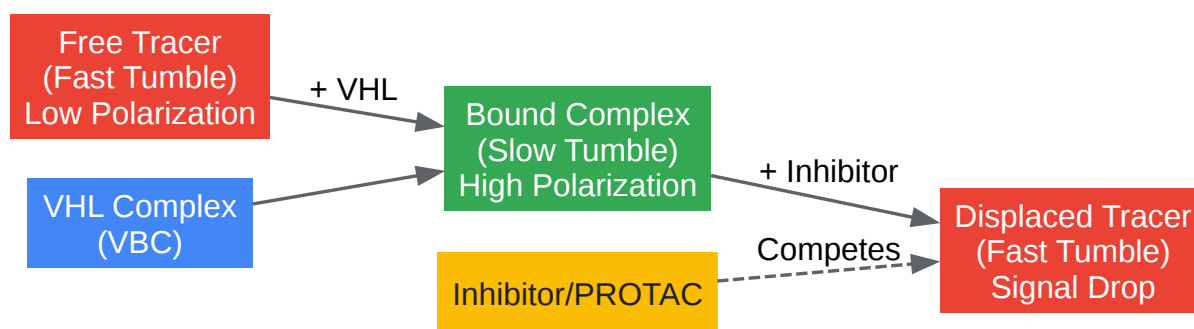 Free Tracer
(Fast Tumble)
Low Polarization
+ VHL
VHL Complex
(VBC)
Bound Complex
(Slow Tumble)
High Polarization
+ Inhibitor
Inhibitor/PROTAC
Competes
Displaced Tracer
(Fast Tumble)
Signal Drop